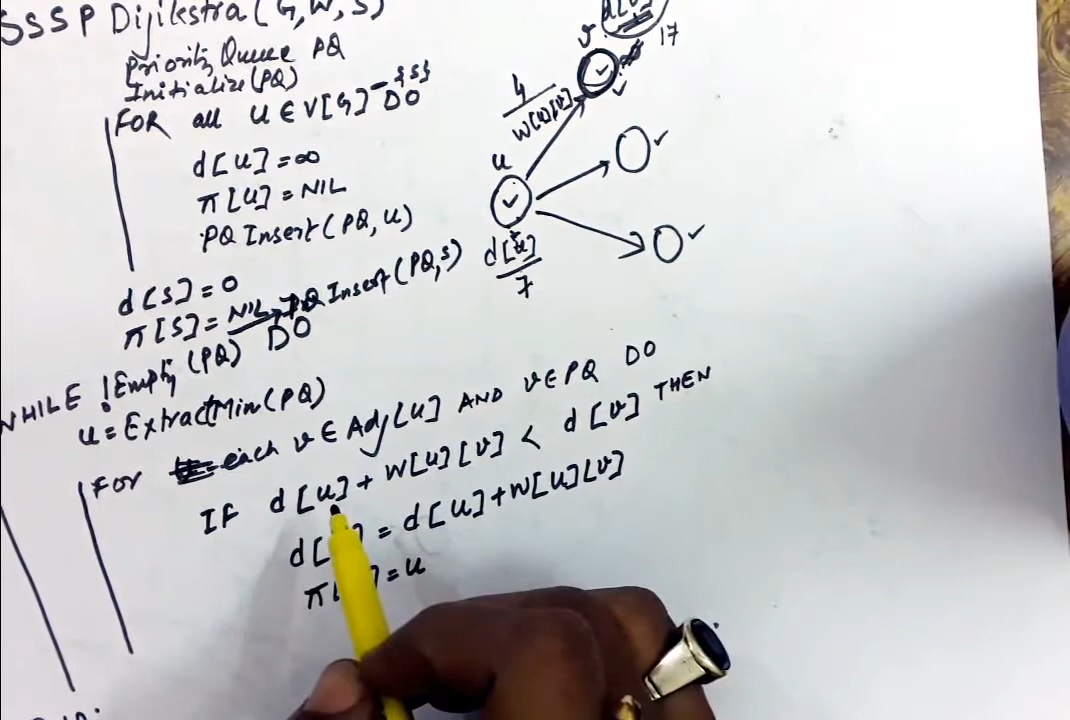 SSSP Dijilestra(G, W, S)
Priority Queue PQ
Initialize(PQ)
FOR all u ∈ V[G] - {S} DO
d[u] = ∞
π[u] = NIL
PQ Insert(PQ, u)
d[S] = 0
π[S] = NIL, PQ Insert(PQ, s)
WHILE !Empty(PQ) DO
u = ExtractMin(PQ)
FOR each v ∈ Adj[u] AND v ∈ PQ DO
IF d[u] + W[u][v] < d[v] THEN
d[ ] = d[u] + W[u][v]
π[ ] = u
v
17
4
W[u][v]
u
d[u]
7